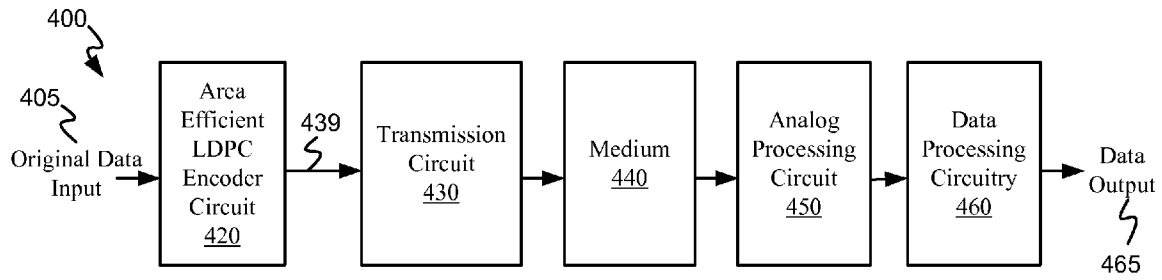 400
405
Original Data
Input
Area
Efficient
LDPC
Encoder
Circuit
420
439
Transmission
Circuit
430
Medium
440
Analog
Processing
Circuit
450
Data
Processing
Circuitry
460
Data
Output
465